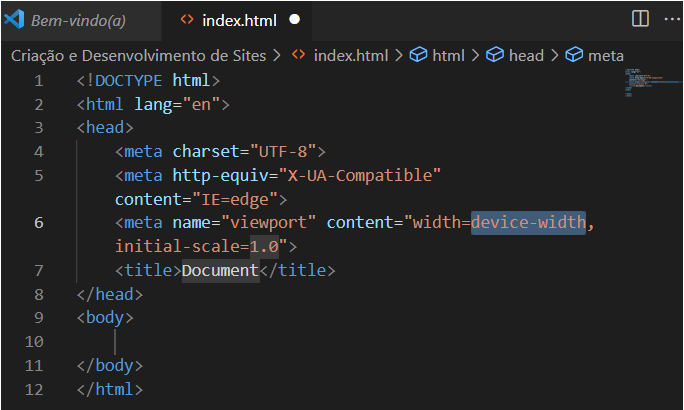 Bem-vindo(a)
index.html
Criação e Desenvolvimento de Sites > index.html > html > head > meta
1 <!DOCTYPE html>
2 <html lang="en">
3 <head>
4 <meta charset="UTF-8">
5 <meta http-equiv="X-UA-Compatible"
content="IE=edge">
6 <meta name="viewport" content="width=device-width,
initial-scale=1.0">
7 <title>Document</title>
8 </head>
9 <body>
10
11 </body>
12 </html>